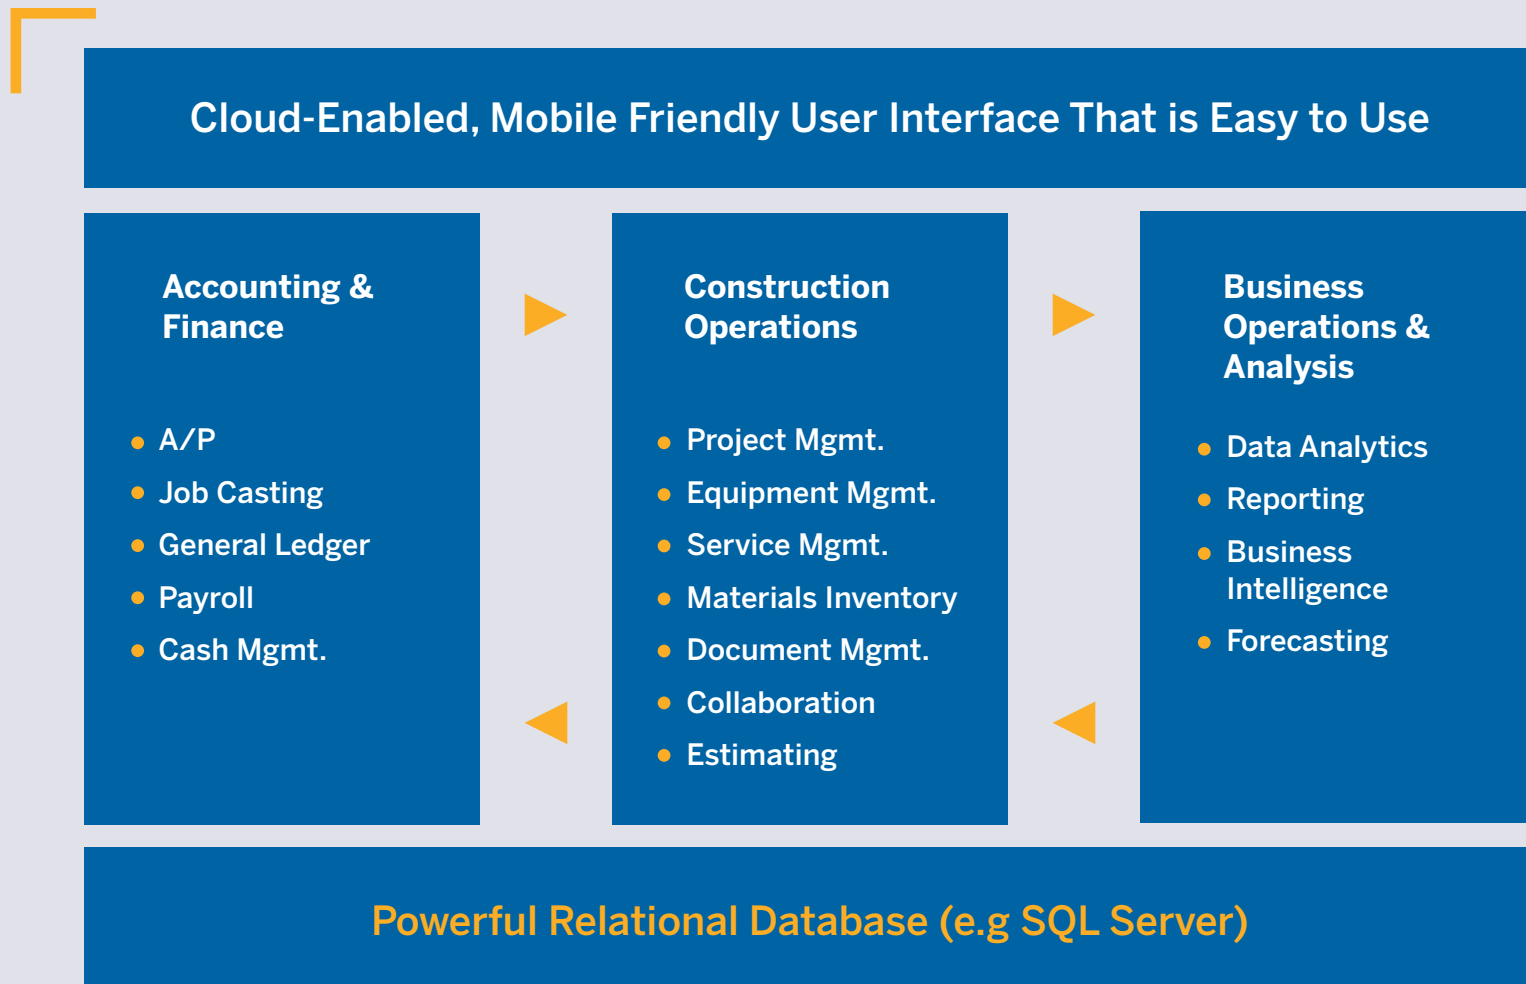 Cloud-Enabled, Mobile Friendly User Interface That is Easy to Use
Accounting &
Finance
A/P
Job Casting
General Ledger
Payroll
Cash Mgmt.
Construction
Operations
Project Mgmt.
Equipment Mgmt.
Service Mgmt.
Materials Inventory
Document Mgmt.
Collaboration
Estimating
Business
Operations &
Analysis
Data Analytics
Reporting
Business
Intelligence
Forecasting
Powerful Relational Database (e.g SQL Server)